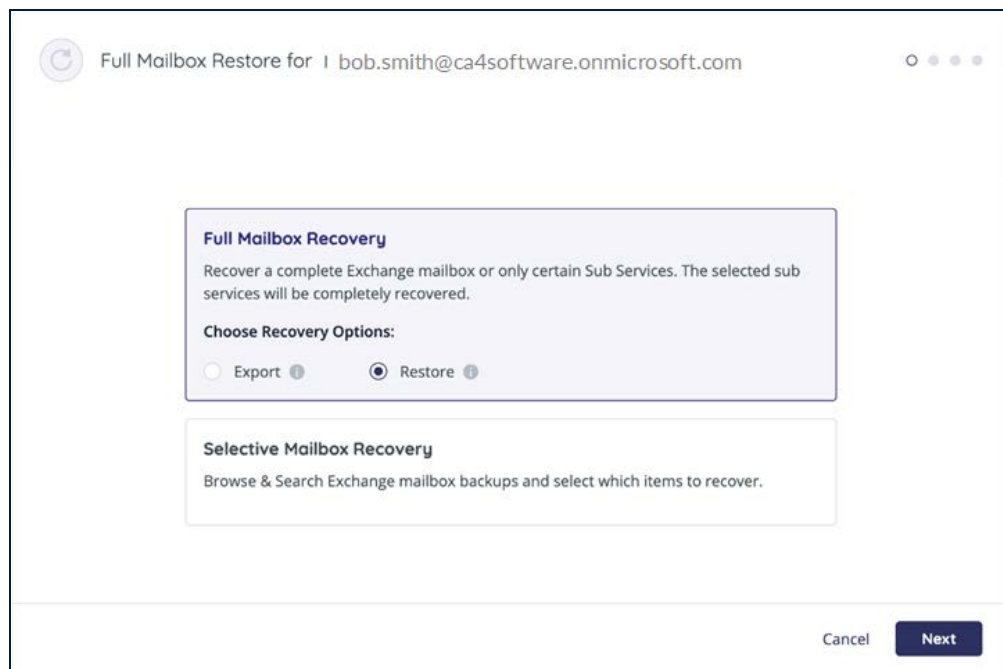 Full Mailbox Restore for | bob.smith@ca4software.onmicrosoft.com
Full Mailbox Recovery
Recover a complete Exchange mailbox or only certain Sub Services. The selected sub
services will be completely recovered.
Choose Recovery Options:
Export Restore
Selective Mailbox Recovery
Browse & Search Exchange mailbox backups and select which items to recover.
Cancel Next